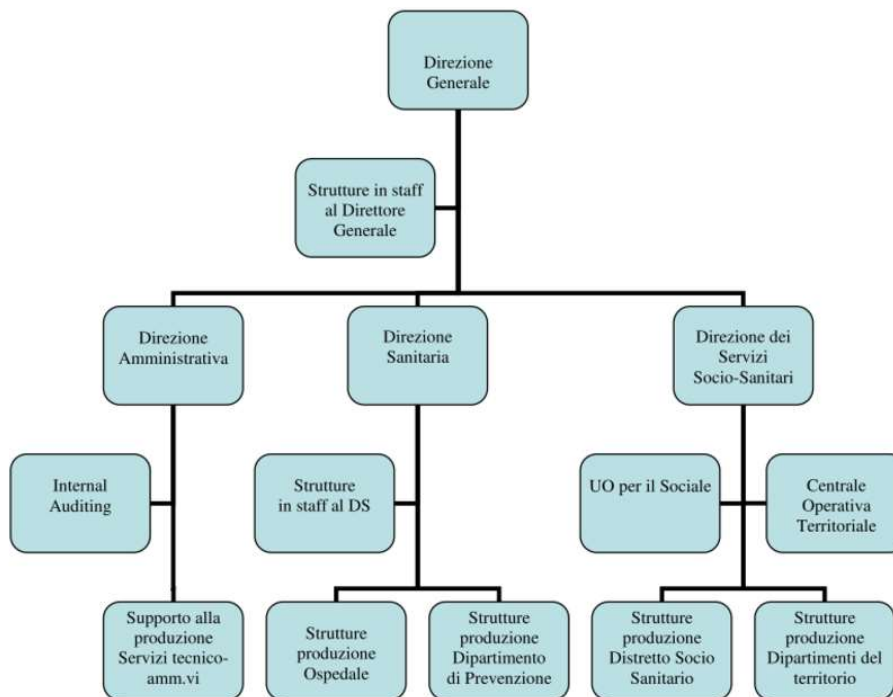 Direzione
Generale
Strutture in staff
al Direttore
Generale
Direzione
Amministrativa
Direzione
Sanitaria
Direzione dei
Servizi
Socio-Sanitari
Internal
Auditing
Strutture
in staff al DS
UO per il Sociale
Centrale
Operativa
Territoriale
Supporto alla
produzione
Servizi tecnico-
amm.vi
Strutture
produzione
Ospedale
Strutture
produzione
Dipartimento
di Prevenzione
Strutture
produzione
Distretto Socio
Sanitario
Strutture
produzione
Dipartimenti del
territorio